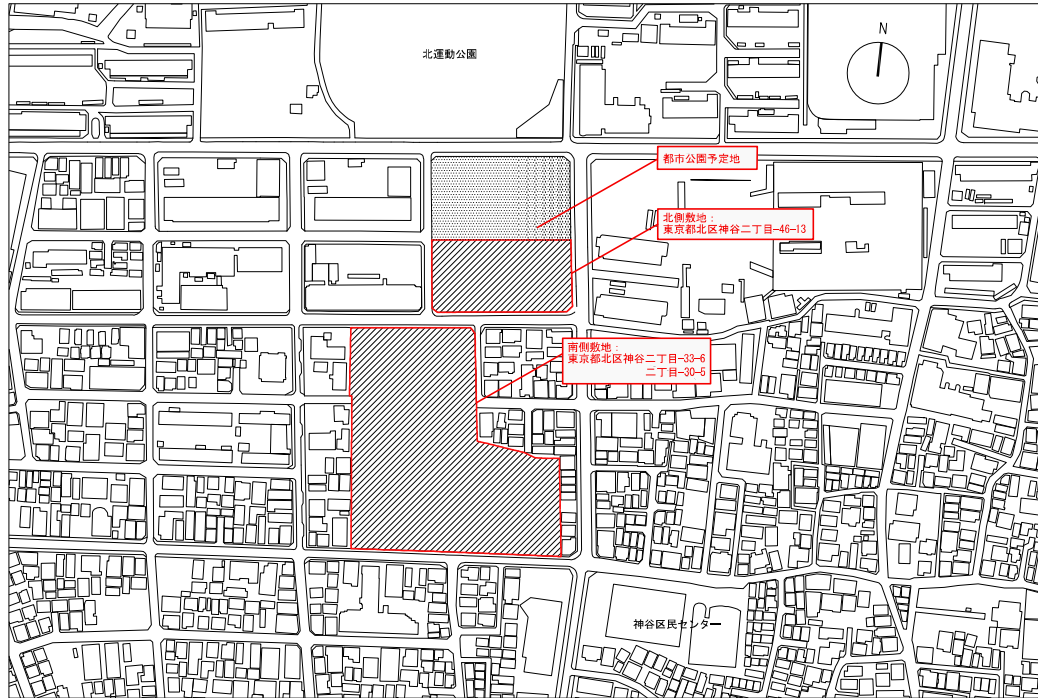 北運動公園
N
都市公園予定地
北側敷地：
東京都北区神谷二丁目-46-13
南側敷地：
東京都北区神谷二丁目-33-6
二丁目-30-5
神谷区民センター